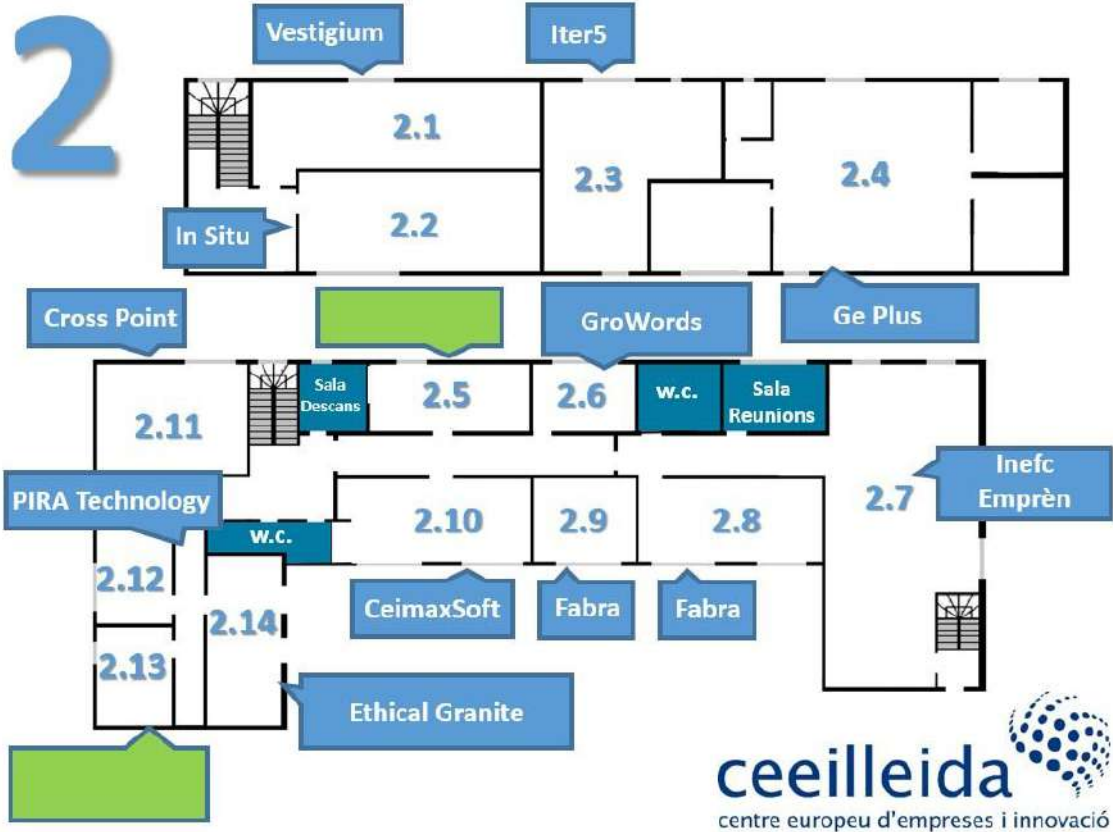 2
Vestigium
Iter5
2.1
2.3
2.4
2.2
In Situ
Cross Point
GroWords
Ge Plus
Sala
Descans
2.5
2.6
w.c.
Sala
Reunions
2.11
PIRA Technology
2.10
2.9
2.8
2.7
Inefc
Emprèn
w.c.
2.12
CeimaxSoft
Fabra
Fabra
2.14
2.13
Ethical Granite
ceeilleida
centre europeu d'empreses i innovació